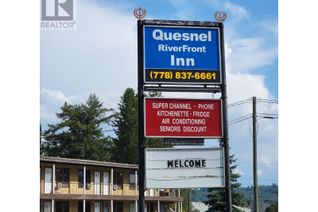 REALTOR®
Quesnel
RiverFront
Inn
(778) 837-6661
SUPER CHANNEL - PHONE
KITCHENETTE - FRIDGE
AIR CONDITIONING
SENIORS DISCOUNT
WELCOME